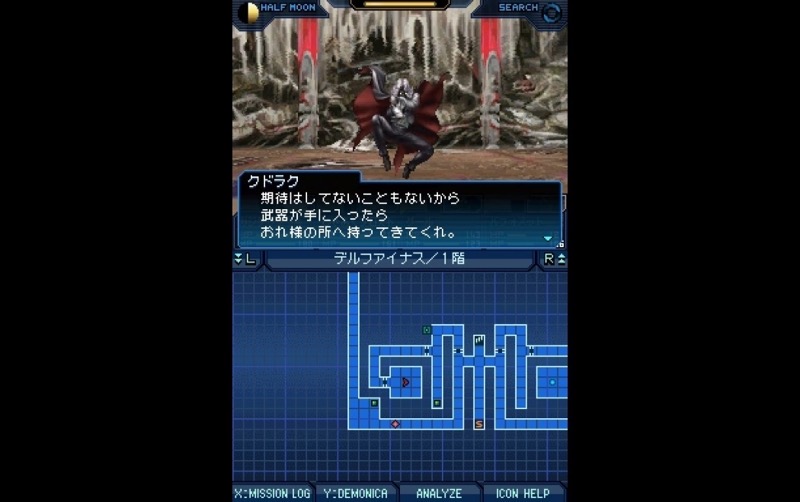 HALF MOON
SEARCH
クドラク
期待はしてないこともないから
武器が手に入ったら
おれ様の所へ持ってきてくれ。
L
デルファイナス/1階
R
S
X:MISSION LOG
Y:DEMONICA
ANALYZE
ICON HELP